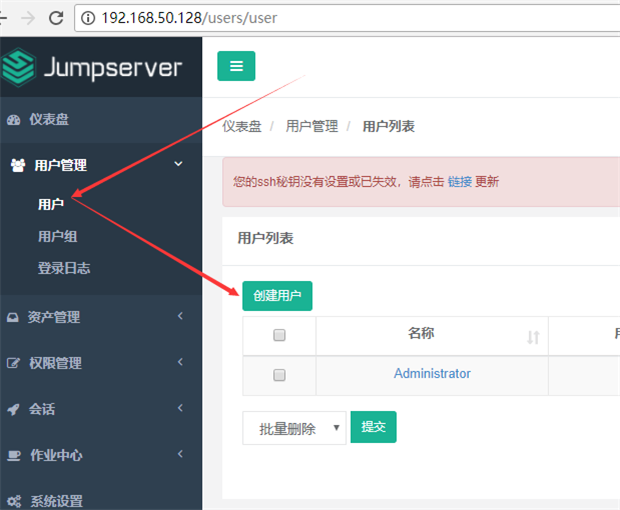 192.168.50.128/users/user
Jumpserver
仪表盘
用户管理
用户
用户组
登录日志
资产管理
权限管理
会话
作业中心
系统设置
仪表盘 / 用户管理 / 用户列表
您的ssh秘钥没有设置或已失效，请点击 链接 更新
用户列表
创建用户
名称
Administrator
批量删除
提交